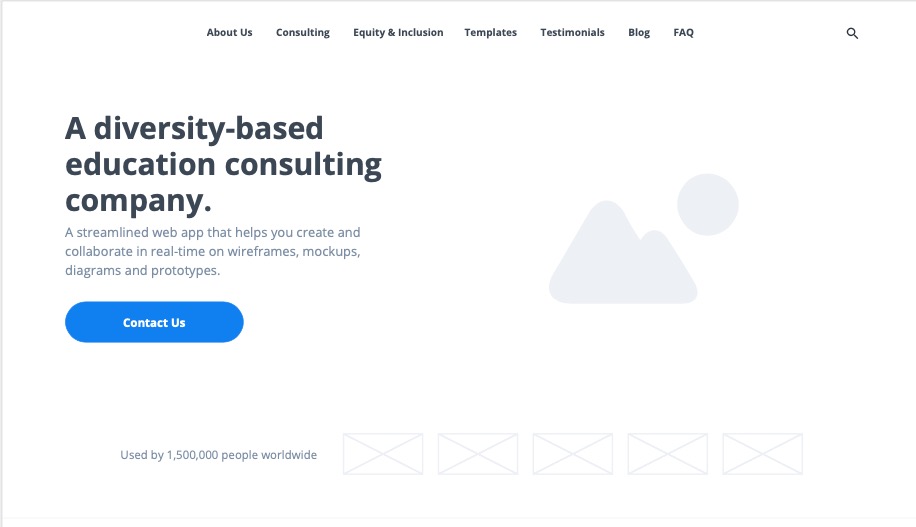 About Us Consulting Equity & Inclusion Templates Testimonials Blog FAQ
A diversity-based
education consulting
company.
A streamlined web app that helps you create and
collaborate in real-time on wireframes, mockups,
diagrams and prototypes.
Contact Us
Used by 1,500,000 people worldwide